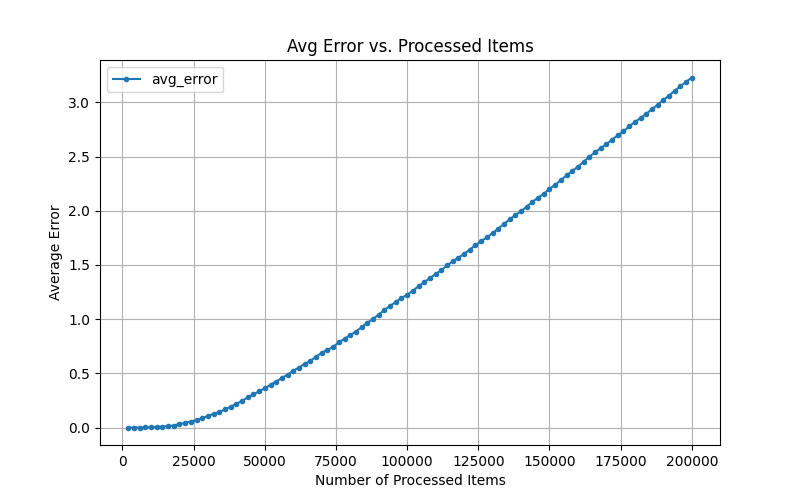 Avg Error vs. Processed Items
avg_error
3.0
2.5
2.0
1.5
1.0
0.5
0.0
Average Error
0 25000 50000 75000 100000 125000 150000 175000 200000
Number of Processed Items